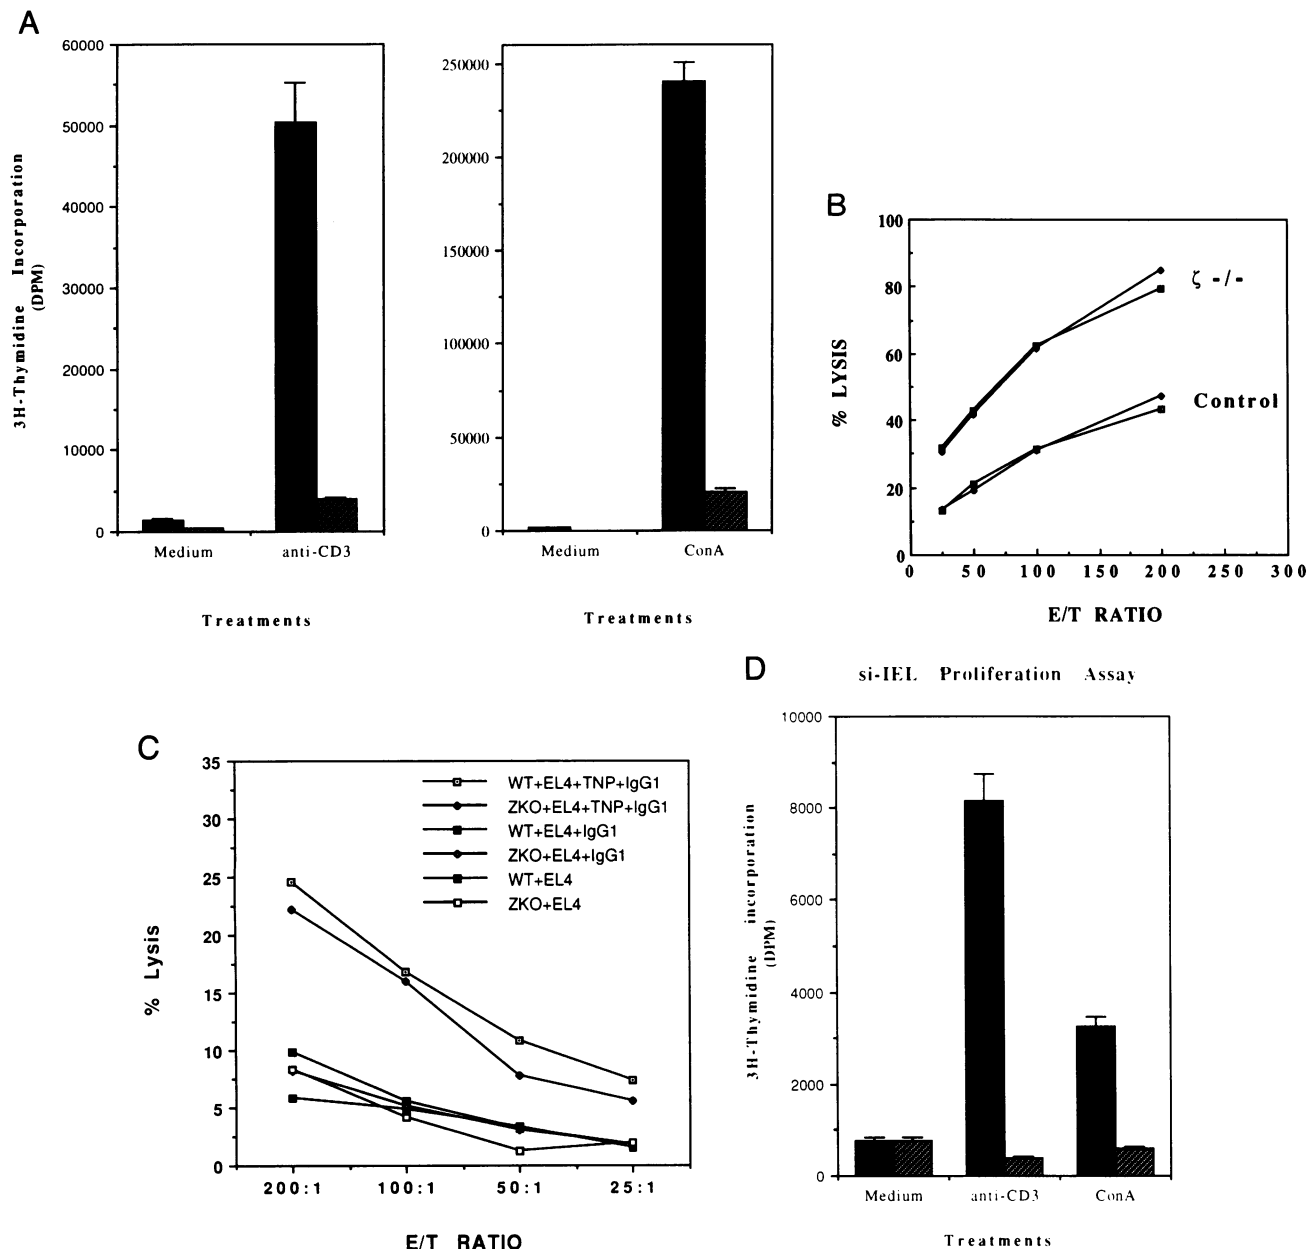 A
60000
50000
40000
30000
20000
10000
0
3H-Thymidine Incorporation
(DPM)
Medium
anti-CD3
Treatments
250000
200000
150000
100000
50000
0
Medium
ConA
Treatments
B
100
80
60
40
20
0
% LYSIS
ζ -/-
Control
0 50 100 150 200 250 300
E/T RATIO
C
35
30
25
20
15
10
5
0
% Lysis
WT+EL4+TNP+IgG1
ZKO+EL4+TNP+IgG1
WT+EL4+IgG1
ZKO+EL4+IgG1
WT+EL4
ZKO+EL4
200:1 100:1 50:1 25:1
E/T RATIO
D
si-IEL Proliferation Assay
10000
8000
6000
4000
2000
0
3H-Thymidine incorporation
(DPM)
Medium
anti-CD3
ConA
Treatments